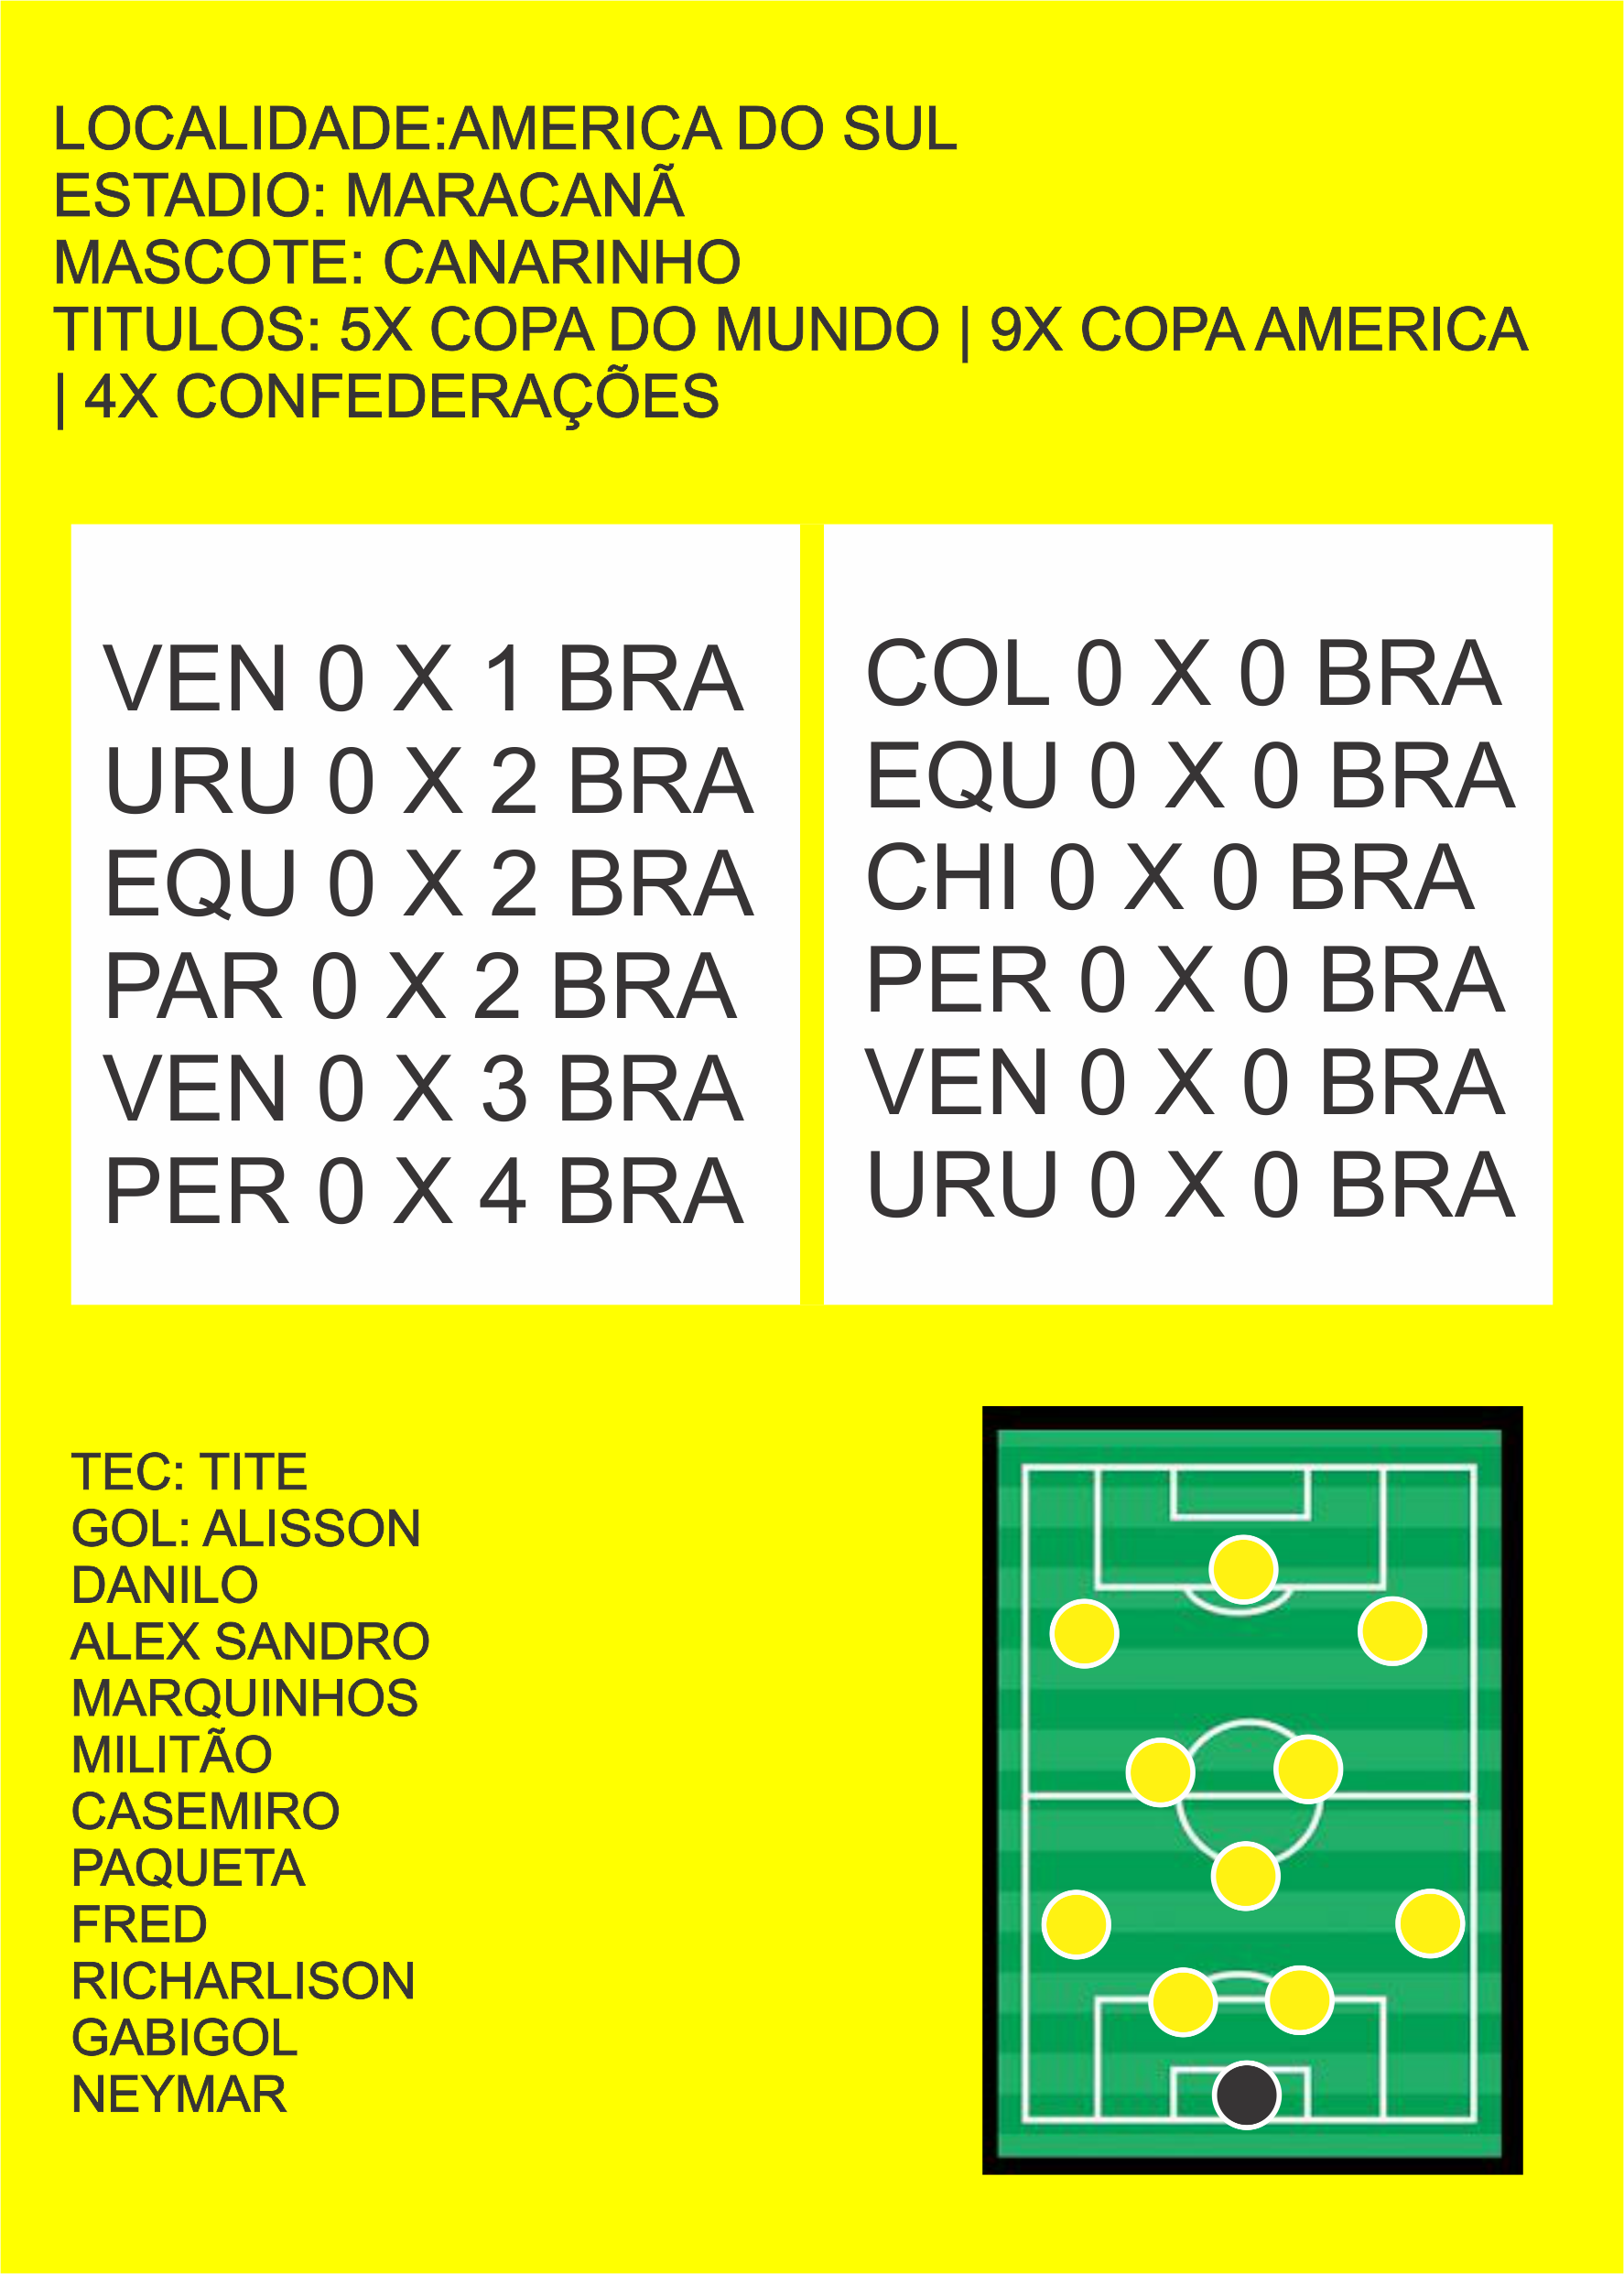 LOCALIDADE:AMERICA DO SUL
ESTADIO: MARACANÃ
MASCOTE: CANARINHO
TITULOS: 5X COPA DO MUNDO | 9X COPA AMERICA
| 4X CONFEDERAÇÕES
VEN 0 X 1 BRA
URU 0 X 2 BRA
EQU 0 X 2 BRA
PAR 0 X 2 BRA
VEN 0 X 3 BRA
PER 0 X 4 BRA
COL 0 X 0 BRA
EQU 0 X 0 BRA
CHI 0 X 0 BRA
PER 0 X 0 BRA
VEN 0 X 0 BRA
URU 0 X 0 BRA
TEC: TITE
GOL: ALISSON
DANILO
ALEX SANDRO
MARQUINHOS
MILITÃO
CASEMIRO
PAQUETA
FRED
RICHARLISON
GABIGOL
NEYMAR